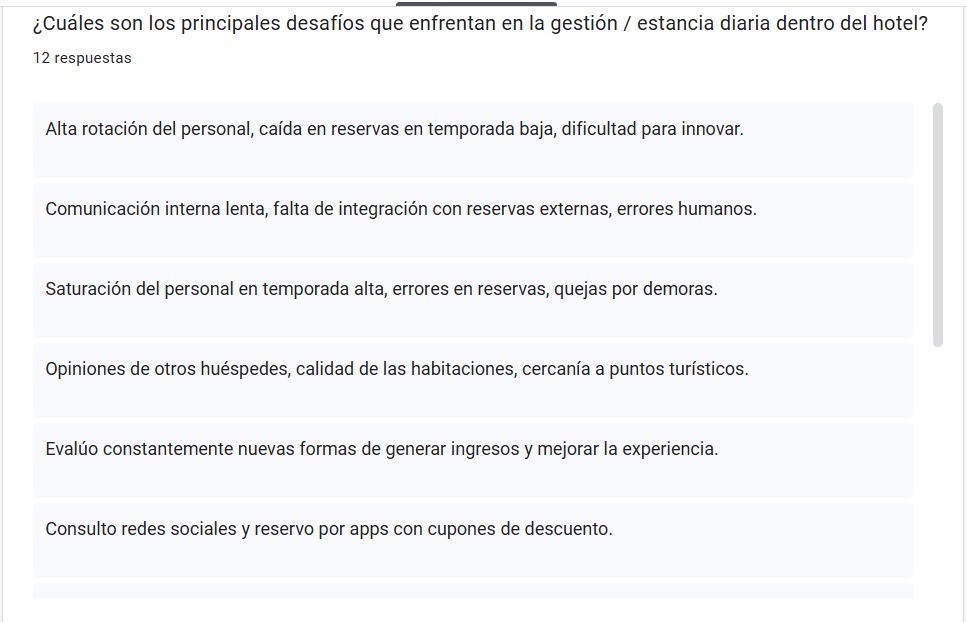 ¿Cuáles son los principales desafíos que enfrentan en la gestión / estancia diaria dentro del hotel?
12 respuestas
Alta rotación del personal, caída en reservas en temporada baja, dificultad para innovar.
Comunicación interna lenta, falta de integración con reservas externas, errores humanos.
Saturación del personal en temporada alta, errores en reservas, quejas por demoras.
Opiniones de otros huéspedes, calidad de las habitaciones, cercanía a puntos turísticos.
Evalúo constantemente nuevas formas de generar ingresos y mejorar la experiencia.
Consulto redes sociales y reservo por apps con cupones de descuento.